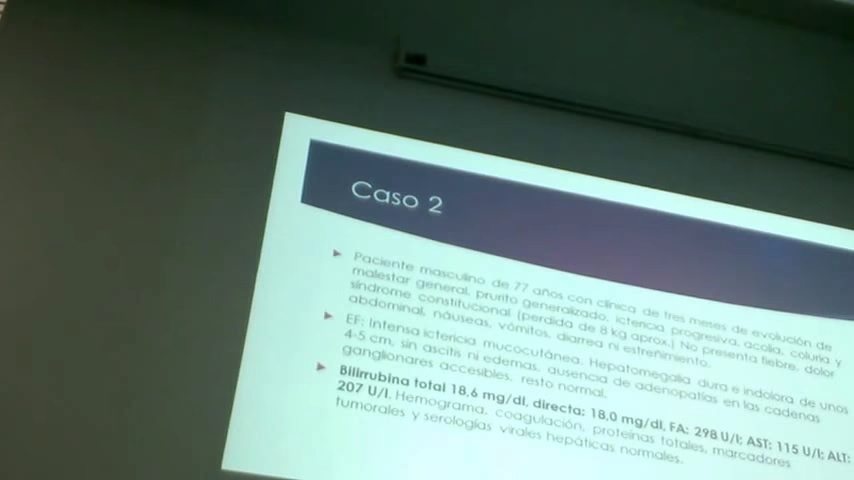 Caso 2
Paciente masculino de 77 años con clínica de tres meses de evolución de
malestar general, prurito generalizado, ictericia progresiva, acolia, coluria y
síndrome constitucional (perdida de 8 kg aprox.) No presenta fiebre, dolor
abdominal, náuseas, vómitos, diarrea ni estreñimiento.
EF: Intensa ictericia mucocutánea. Hepatomegalia dura e indolora de unos
4-5 cm, sin ascitis ni edemas, ausencia de adenopatías en las cadenas
ganglionares accesibles, resto normal.
Bilirrubina total 18,6 mg/dl, directa: 18,0 mg/dl, FA: 298 U/l; AST: 115 U/l; ALT:
207 U/l. Hemograma, coagulación, proteínas totales, marcadores
tumorales y serologías virales hepáticas normales.